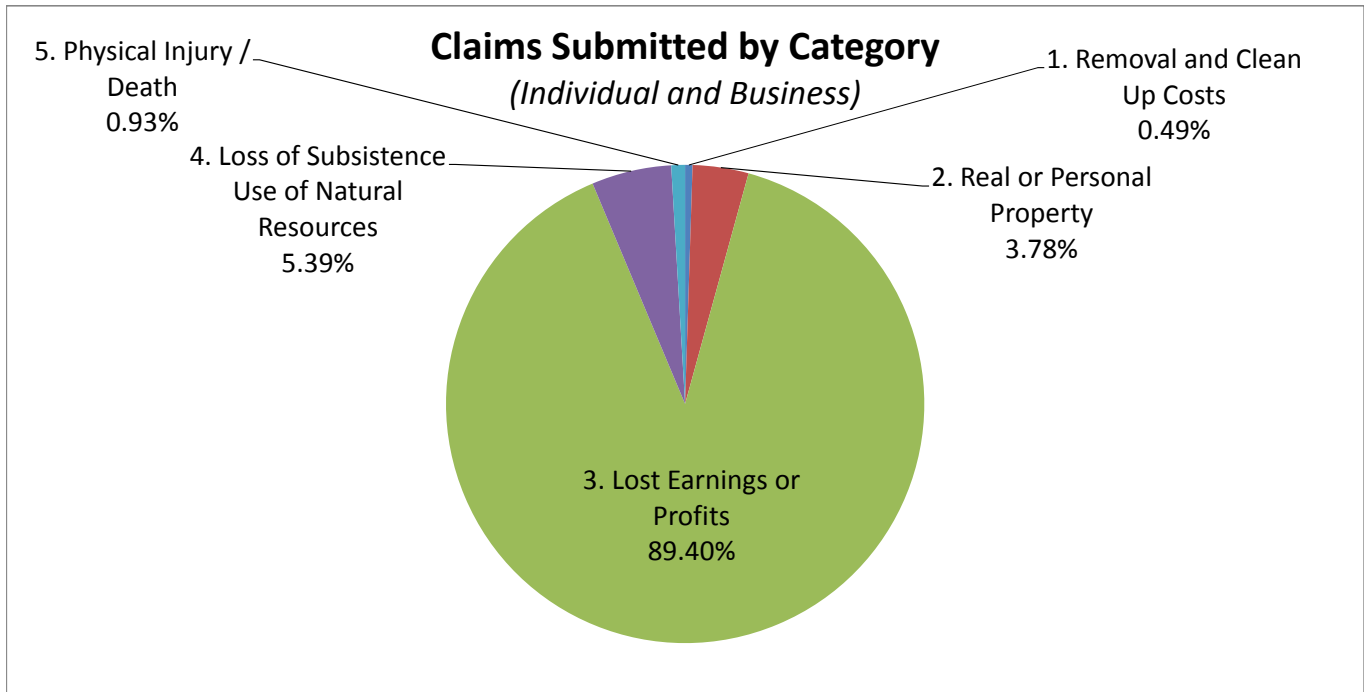 Claims Submitted by Category
(Individual and Business)
5. Physical Injury /
Death
0.93%
1. Removal and Clean
Up Costs
0.49%
4. Loss of Subsistence
Use of Natural
Resources
5.39%
2. Real or Personal
Property
3.78%
3. Lost Earnings or
Profits
89.40%